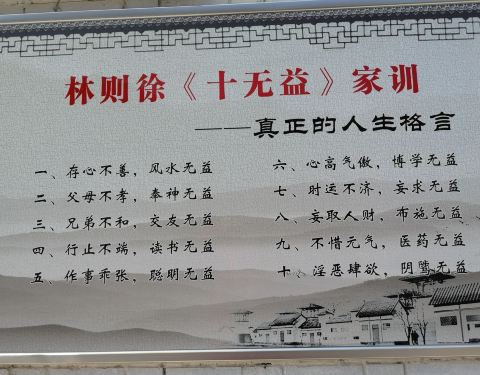 林则徐《十无益》家训
——真正的人生格言
一、存心不善，风水无益
二、父母不孝，奉神无益
三、兄弟不和，交友无益
四、行止不端，读书无益
五、作事乖张，聪明无益
六、心高气傲，博学无益
七、时运不济，妄求无益
八、妄取人财，布施无益
九、不惜元气，医药无益
十、淫恶肆欲，阴骘无益